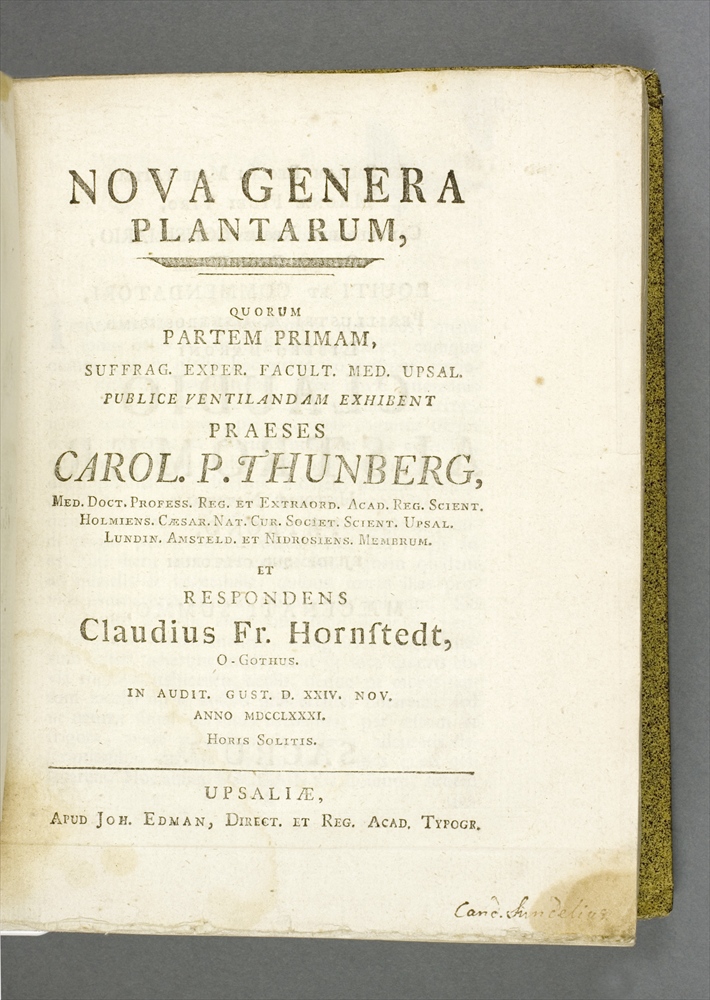 NOVA GENERA
PLANTARUM,
QUORUM
PARTEM PRIMAM,
SUFFRAG. EXPER. FACULT. MED. UPSAL.
PUBLICE VENTILANDAM EXHIBENT
PRAESES
CAROL. P. THUNBERG,
MED. DOCT. PROFESS. REG. ET EXTRAORD. ACAD. REG. SCIENT.
HOLMIENS. CÆSAR. NAT. CUR. SOCIET. SCIENT. UPSAL.
LUNDIN. AMSTELD. ET NIDROSIENS. MEMBRUM.
ET
RESPONDENS
Claudius Fr. Hornſtedt,
O-GOTHUS.
IN AUDIT. GUST. D. XXIV. NOV.
ANNO MDCCLXXXI.
HORIS SOLITIS.
UPSALIÆ,
APUD JOH. EDMAN, DIRECT. ET REG. ACAD. TYPOGR.
Cand. Sundelius